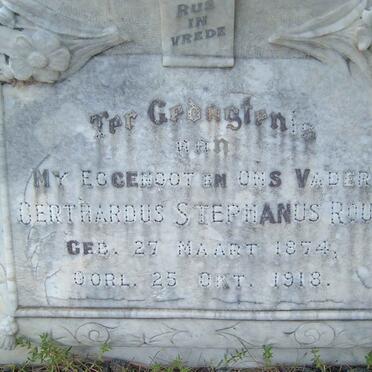 RUS
IN
VREDE
Ter Gedagtenis
aan
MY EGGENOOT EN ONS VADER
GERTHARDUS STEPHANUS ROU
GEB. 27 MAART 1874,
OORL. 25 OKT. 1918.